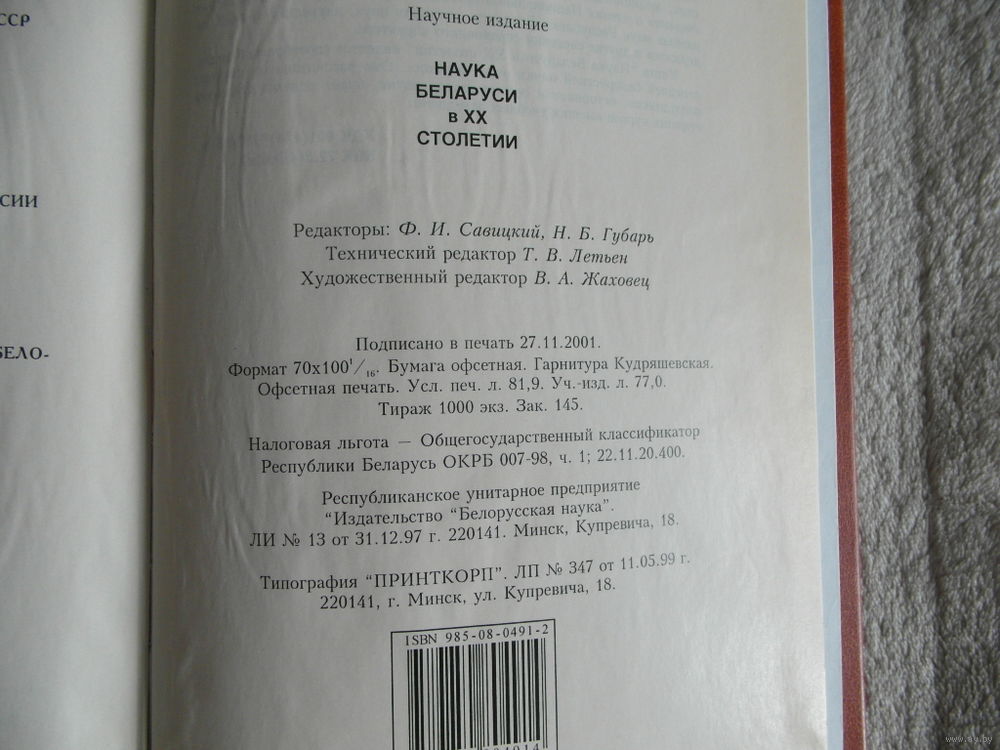 ССР
СИИ
БЕЛО-
Научное издание
НАУКА
БЕЛАРУСИ
в XX
СТОЛЕТИИ
Редакторы: Ф. И. Савицкий, Н. Б. Губарь
Технический редактор Т. В. Летьен
Художественный редактор В. А. Жаховец
Подписано в печать 27.11.2001.
Формат 70х100¹/₁₆. Бумага офсетная. Гарнитура Кудряшевская.
Офсетная печать. Усл. печ. л. 81,9. Уч.-изд. л. 77,0.
Тираж 1000 экз. Зак. 145.
Налоговая льгота — Общегосударственный классификатор
Республики Беларусь ОКРБ 007-98, ч. 1; 22.11.20.400.
Республиканское унитарное предприятие
“Издательство “Белорусская наука”.
ЛИ № 13 от 31.12.97 г. 220141. Минск, Купревича, 18.
Типография “ПРИНТКОРП”. ЛП № 347 от 11.05.99 г.
220141, г. Минск, ул. Купревича, 18.
ISBN 985-08-0491-2
www.ay.by